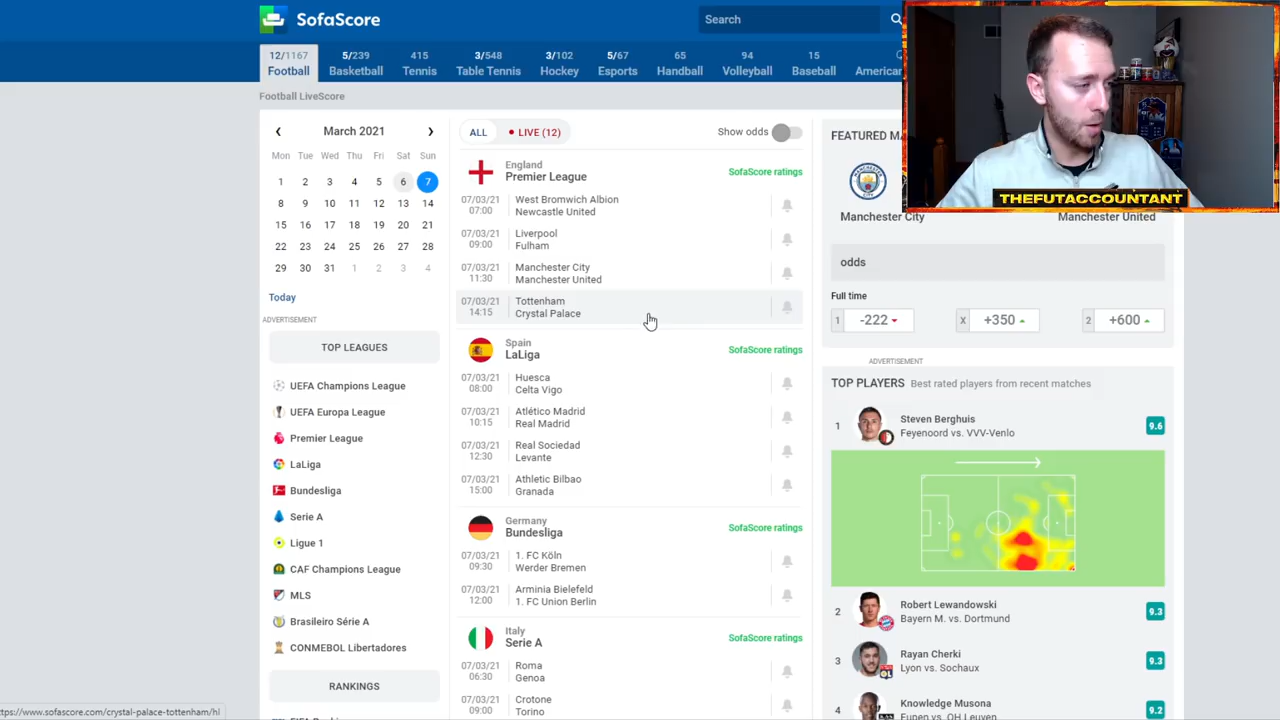 SofaScore
Search
12/1167
Football
5/239
Basketball
415
Tennis
3/548
Table Tennis
3/102
Hockey
5/67
Esports
65
Handball
94
Volleyball
15
Baseball
American
Football LiveScore
March 2021
Mon Tue Wed Thu Fri Sat Sun
1 2 3 4 5 6 7
8 9 10 11 12 13 14
15 16 17 18 19 20 21
22 23 24 25 26 27 28
29 30 31 1 2 3 4
Today
ADVERTISEMENT
TOP LEAGUES
UEFA Champions League
UEFA Europa League
Premier League
LaLiga
Bundesliga
Serie A
Ligue 1
CAF Champions League
MLS
Brasileiro Série A
CONMEBOL Libertadores
RANKINGS
ALL
LIVE (12)
Show odds
England
Premier League
SofaScore ratings
07/03/21 West Bromwich Albion
07:00 Newcastle United
07/03/21 Liverpool
09:00 Fulham
07/03/21 Manchester City
11:30 Manchester United
07/03/21 Tottenham
14:15 Crystal Palace
Spain
LaLiga
SofaScore ratings
07/03/21 Huesca
08:00 Celta Vigo
07/03/21 Atlético Madrid
10:15 Real Madrid
07/03/21 Real Sociedad
12:30 Levante
07/03/21 Athletic Bilbao
15:00 Granada
Germany
Bundesliga
SofaScore ratings
07/03/21 1. FC Köln
09:30 Werder Bremen
07/03/21 Arminia Bielefeld
12:00 1. FC Union Berlin
Italy
Serie A
SofaScore ratings
07/03/21 Roma
06:30 Genoa
07/03/21 Crotone
09:00 Torino
FEATURED
THEFUTACCOUNTANT
Manchester City
Manchester United
odds
Full time
1 -222
X +350
2 +600
ADVERTISEMENT
TOP PLAYERS Best rated players from recent matches
1 Steven Berghuis 9.6
Feyenoord vs. VVV-Venlo
2 Robert Lewandowski 9.3
Bayern M. vs. Dortmund
3 Rayan Cherki 9.3
Lyon vs. Sochaux
4 Knowledge Musona 9.2
Eupen vs. OH Leuven
ttps://www.sofascore.com/crystal-palace-tottenham/hl